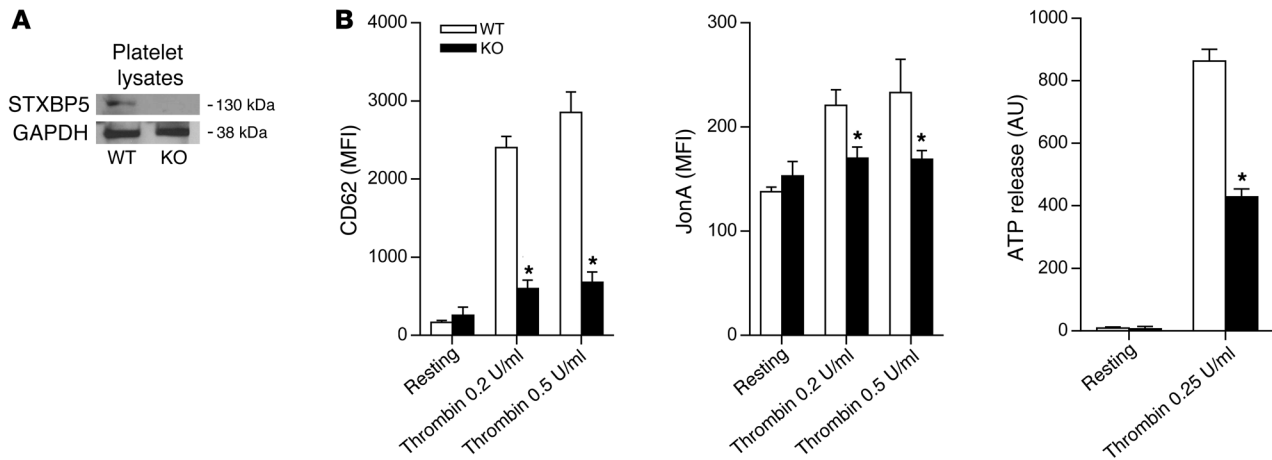 A
Platelet
lysates
STXBP5
-130 kDa
GAPDH
-38 kDa
WT
KO
B
WT
KO
CD62 (MFI)
4000
3000
2000
1000
0
*
*
Resting
Thrombin 0.2 U/ml
Thrombin 0.5 U/ml
JonA (MFI)
300
200
100
0
*
*
Resting
Thrombin 0.2 U/ml
Thrombin 0.5 U/ml
ATP release (AU)
1000
800
600
400
200
0
*
Resting
Thrombin 0.25 U/ml